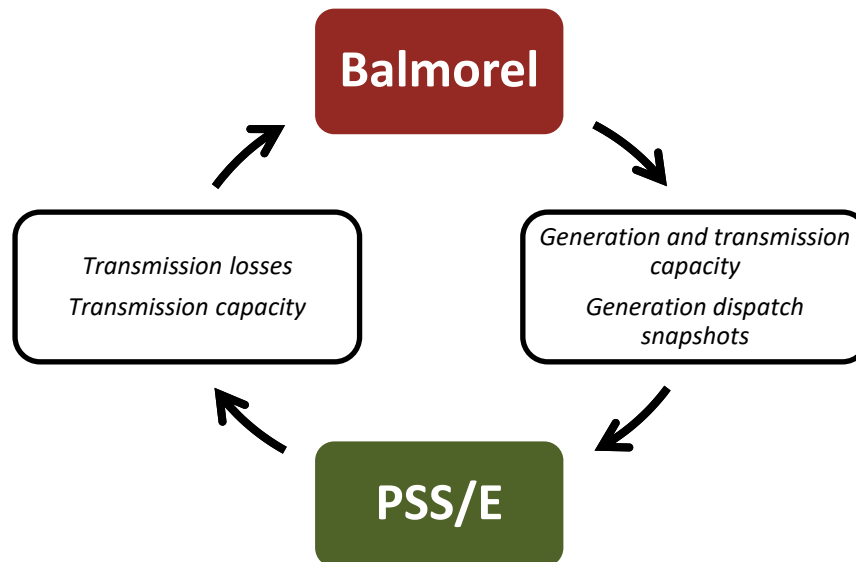 Balmorel
Transmission losses
Transmission capacity
Generation and transmission
capacity
Generation dispatch
snapshots
PSS/E